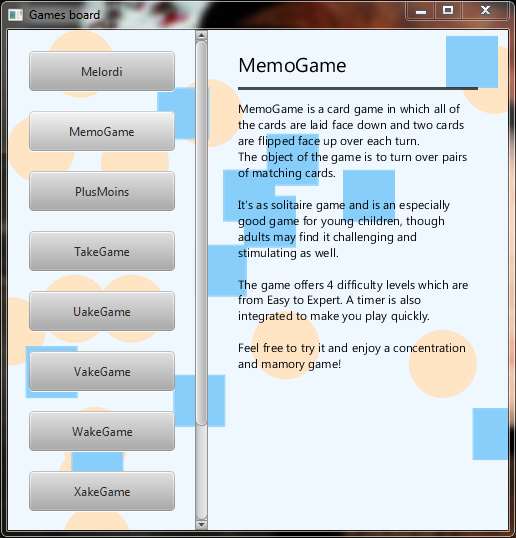 Games board
Melordi
MemoGame
PlusMoins
TakeGame
UakeGame
VakeGame
WakeGame
XakeGame
MemoGame
MemoGame is a card game in which all of
the cards are laid face down and two cards
are flipped face up over each turn.
The object of the game is to turn over pairs
of matching cards.
It's as solitaire game and is an especially
good game for young children, though
adults may find it challenging and
stimulating as well.
The game offers 4 difficulty levels which are
from Easy to Expert. A timer is also
integrated to make you play quickly.
Feel free to try it and enjoy a concentration
and mamory game!